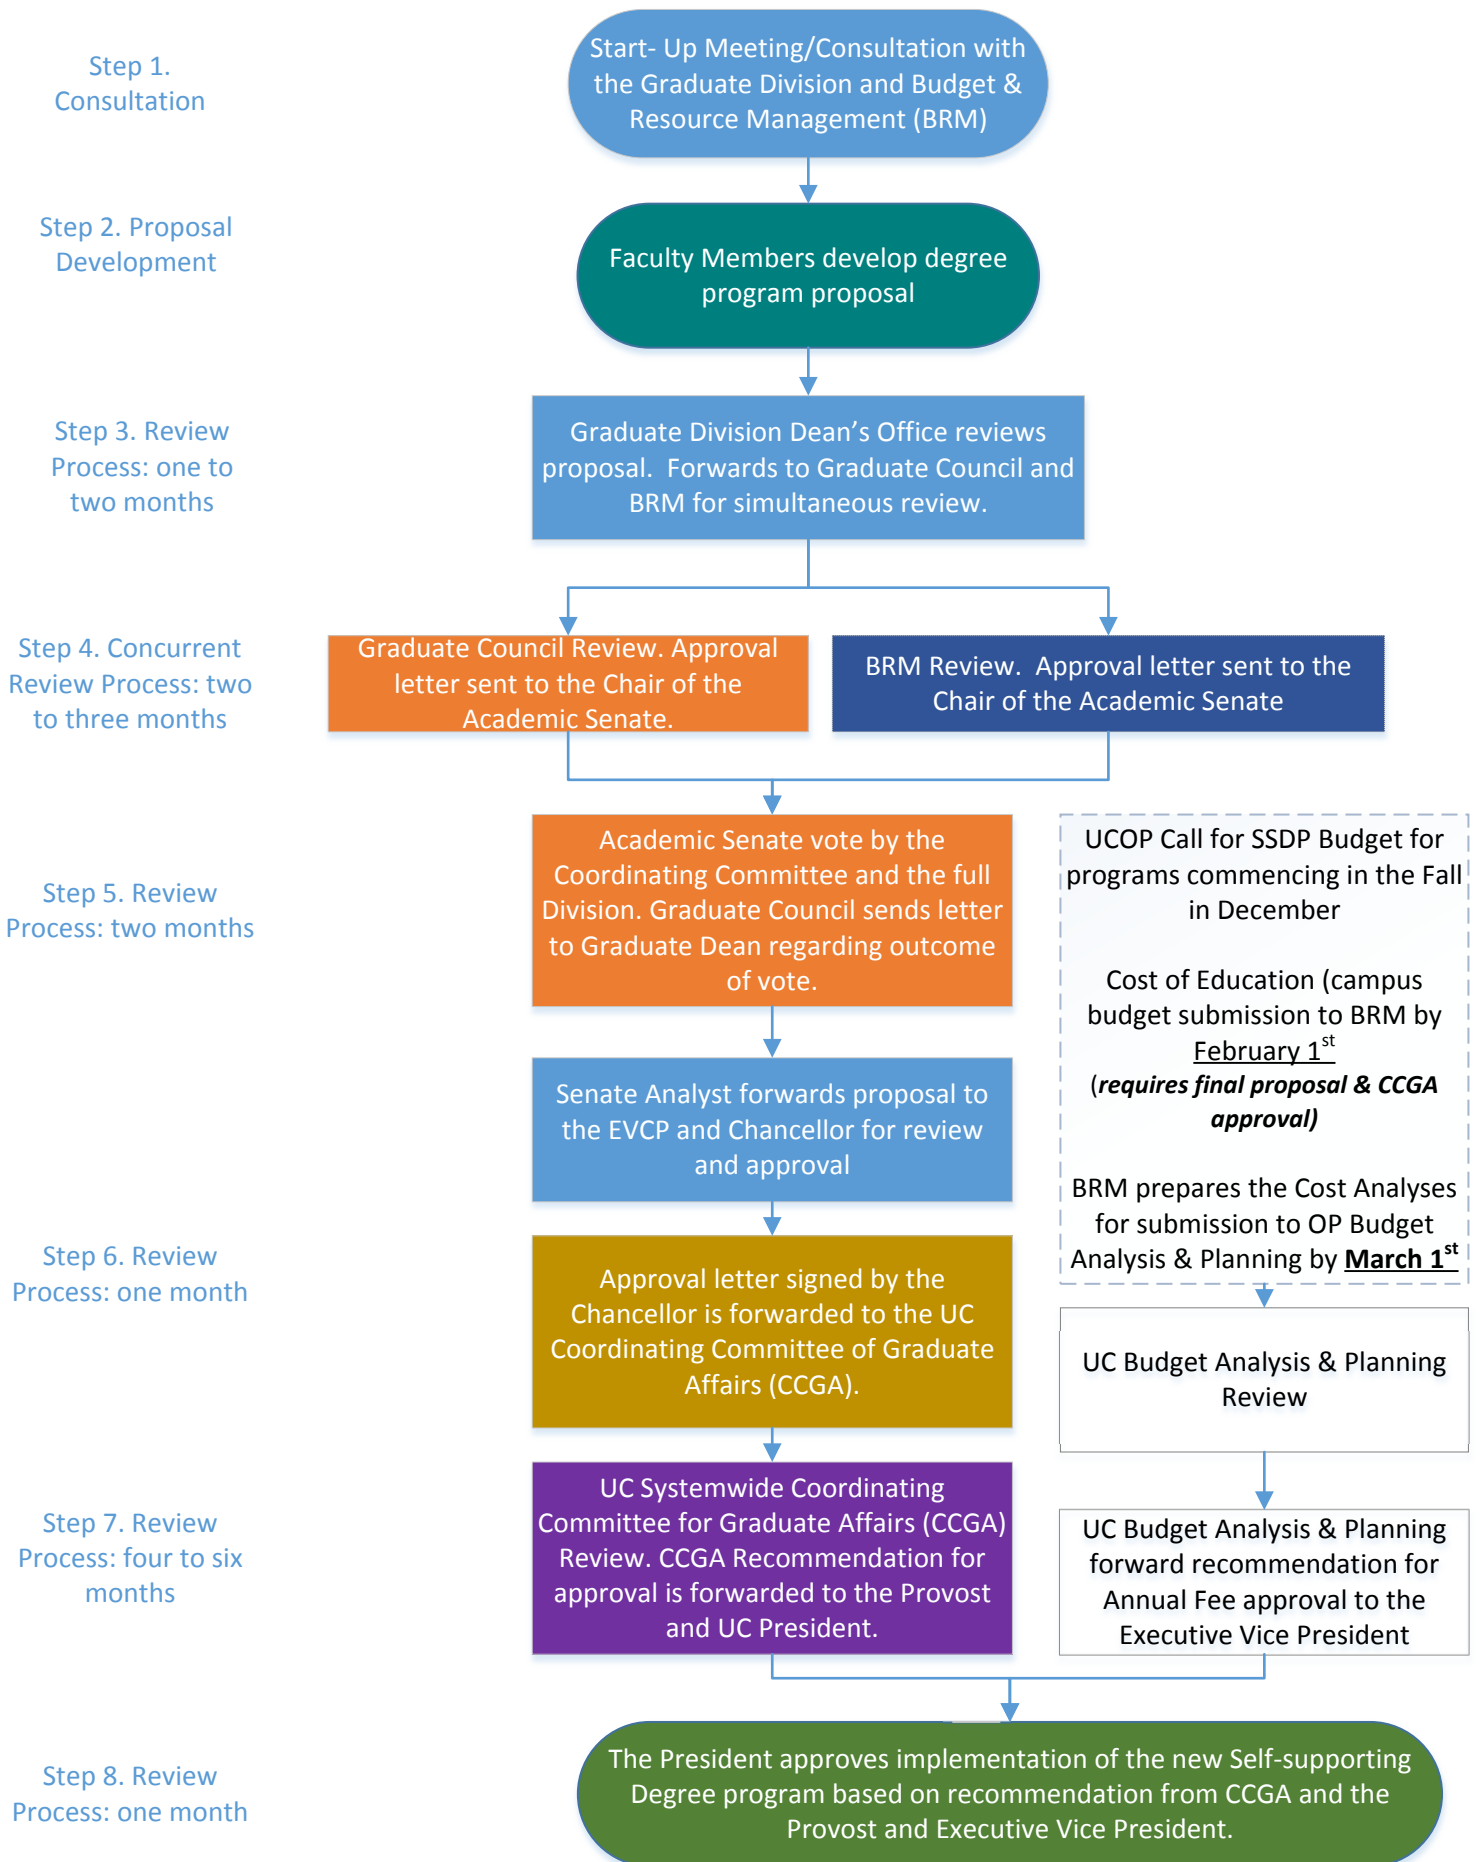 Step 1.
Consultation
Start- Up Meeting/Consultation with
the Graduate Division and Budget &
Resource Management (BRM)
Step 2. Proposal
Development
Faculty Members develop degree
program proposal
Step 3. Review
Process: one to
two months
Graduate Division Dean’s Office reviews
proposal.  Forwards to Graduate Council and
BRM for simultaneous review.
Step 4. Concurrent
Review Process: two
to three months
Graduate Council Review. Approval
letter sent to the Chair of the
Academic Senate.
BRM Review.  Approval letter sent to the
Chair of the Academic Senate
Step 5. Review
Process: two months
Academic Senate vote by the
Coordinating Committee and the full
Division. Graduate Council sends letter
to Graduate Dean regarding outcome
of vote.
UCOP Call for SSDP Budget for
programs commencing in the Fall
in December
Cost of Education (campus
budget submission to BRM by
February 1st
(requires final proposal & CCGA
approval)
BRM prepares the Cost Analyses
for submission to OP Budget
Analysis & Planning by March 1st
Senate Analyst forwards proposal to
the EVCP and Chancellor for review
and approval
Step 6. Review
Process: one month
Approval letter signed by the
Chancellor is forwarded to the UC
Coordinating Committee of Graduate
Affairs (CCGA).
UC Budget Analysis & Planning
Review
Step 7. Review
Process: four to six
months
UC Systemwide Coordinating
Committee for Graduate Affairs (CCGA)
Review. CCGA Recommendation for
approval is forwarded to the Provost
and UC President.
UC Budget Analysis & Planning
forward recommendation for
Annual Fee approval to the
Executive Vice President
Step 8. Review
Process: one month
The President approves implementation of the new Self-supporting
Degree program based on recommendation from CCGA and the
Provost and Executive Vice President.